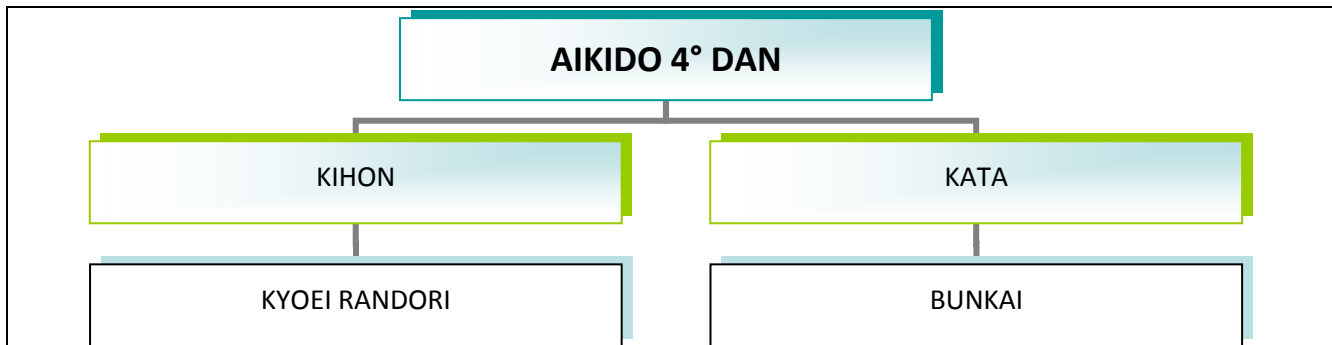 AIKIDO 4° DAN
KIHON
KATA
KYOEI RANDORI
BUNKAI